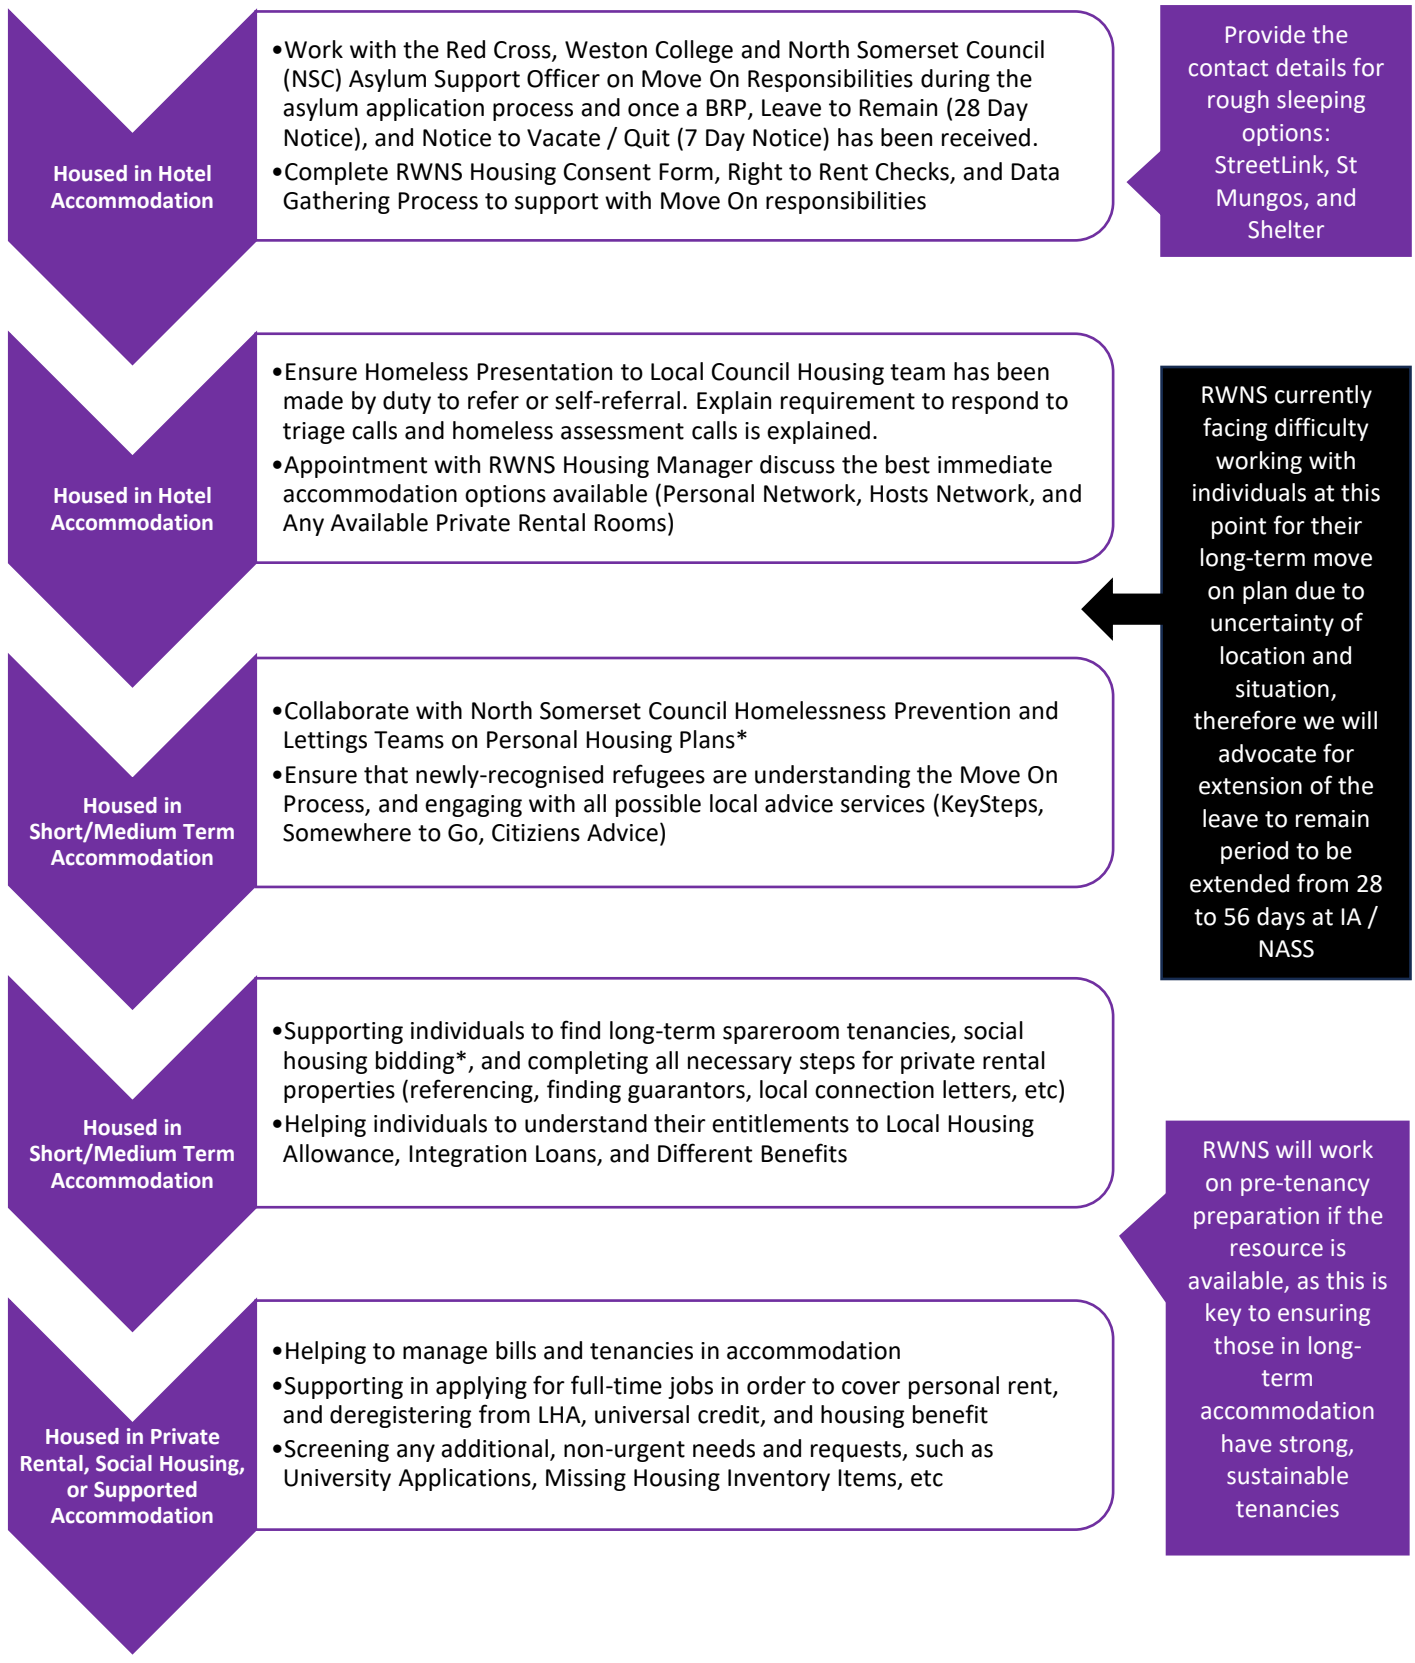 Housed in Hotel
Accommodation
•Work with the Red Cross, Weston College and North Somerset Council
(NSC) Asylum Support Officer on Move On Responsibilities during the
asylum application process and once a BRP, Leave to Remain (28 Day
Notice), and Notice to Vacate / Quit (7 Day Notice) has been received.
•Complete RWNS Housing Consent Form, Right to Rent Checks, and Data
Gathering Process to support with Move On responsibilities
Provide the
contact details for
rough sleeping
options:
StreetLink, St
Mungos, and
Shelter
Housed in Hotel
Accommodation
•Ensure Homeless Presentation to Local Council Housing team has been
made by duty to refer or self-referral. Explain requirement to respond to
triage calls and homeless assessment calls is explained.
•Appointment with RWNS Housing Manager discuss the best immediate
accommodation options available (Personal Network, Hosts Network, and
Any Available Private Rental Rooms)
RWNS currently
facing difficulty
working with
individuals at this
point for their
long-term move
on plan due to
uncertainty of
location and
situation,
therefore we will
advocate for
extension of the
leave to remain
period to be
extended from 28
to 56 days at IA /
NASS
Housed in
Short/Medium Term
Accommodation
•Collaborate with North Somerset Council Homelessness Prevention and
Lettings Teams on Personal Housing Plans*
•Ensure that newly-recognised refugees are understanding the Move On
Process, and engaging with all possible local advice services (KeySteps,
Somewhere to Go, Citiziens Advice)
Housed in
Short/Medium Term
Accommodation
•Supporting individuals to find long-term spareroom tenancies, social
housing bidding*, and completing all necessary steps for private rental
properties (referencing, finding guarantors, local connection letters, etc)
•Helping individuals to understand their entitlements to Local Housing
Allowance, Integration Loans, and Different Benefits
RWNS will work
on pre-tenancy
preparation if the
resource is
available, as this is
key to ensuring
those in long-
term
accommodation
have strong,
sustainable
tenancies
Housed in Private
Rental, Social Housing,
or Supported
Accommodation
•Helping to manage bills and tenancies in accommodation
•Supporting in applying for full-time jobs in order to cover personal rent,
and deregistering from LHA, universal credit, and housing benefit
•Screening any additional, non-urgent needs and requests, such as
University Applications, Missing Housing Inventory Items, etc